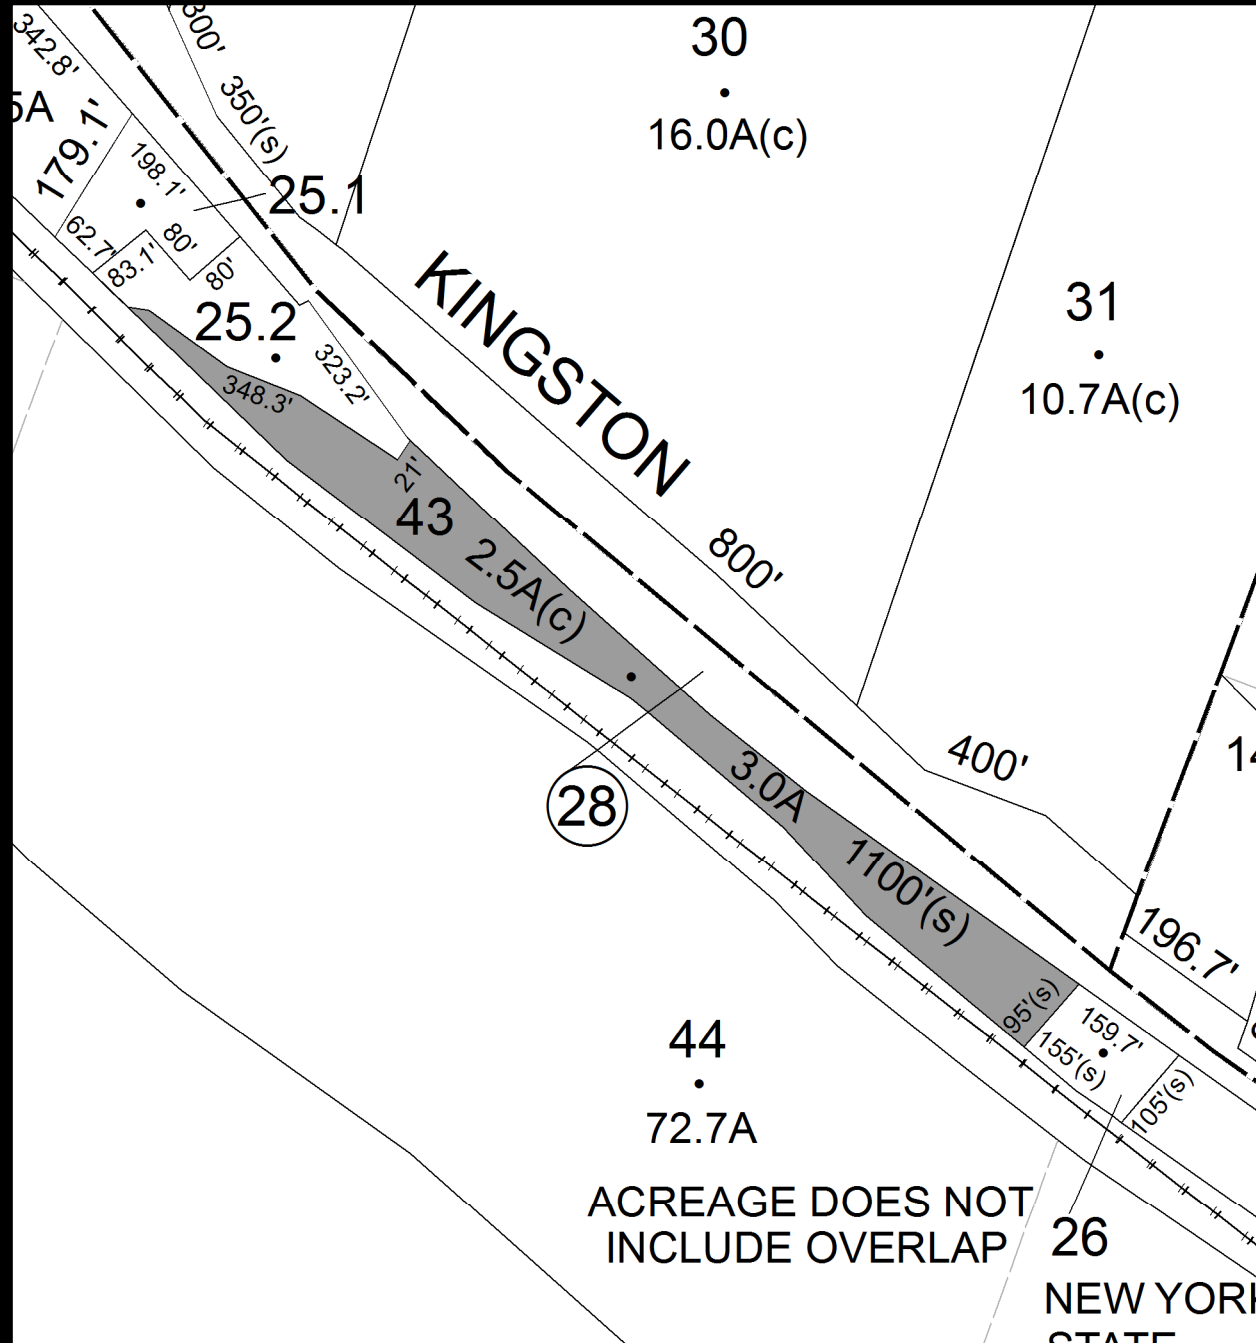 342.8'
5A
179.1'
300'
350'(s)
30
16.0A(c)
198.1'
25.1
62.7'
83.1'
80'
80'
25.2
323.2'
348.3'
KINGSTON
31
10.7A(c)
21'
43
2.5A(c)
800'
400'
14
3.0A
28
1100'(s)
196.7'
95'(s)
159.7'
155'(s)
105'(s)
44
72.7A
ACREAGE DOES NOT
INCLUDE OVERLAP
26
NEW YORK
STATE